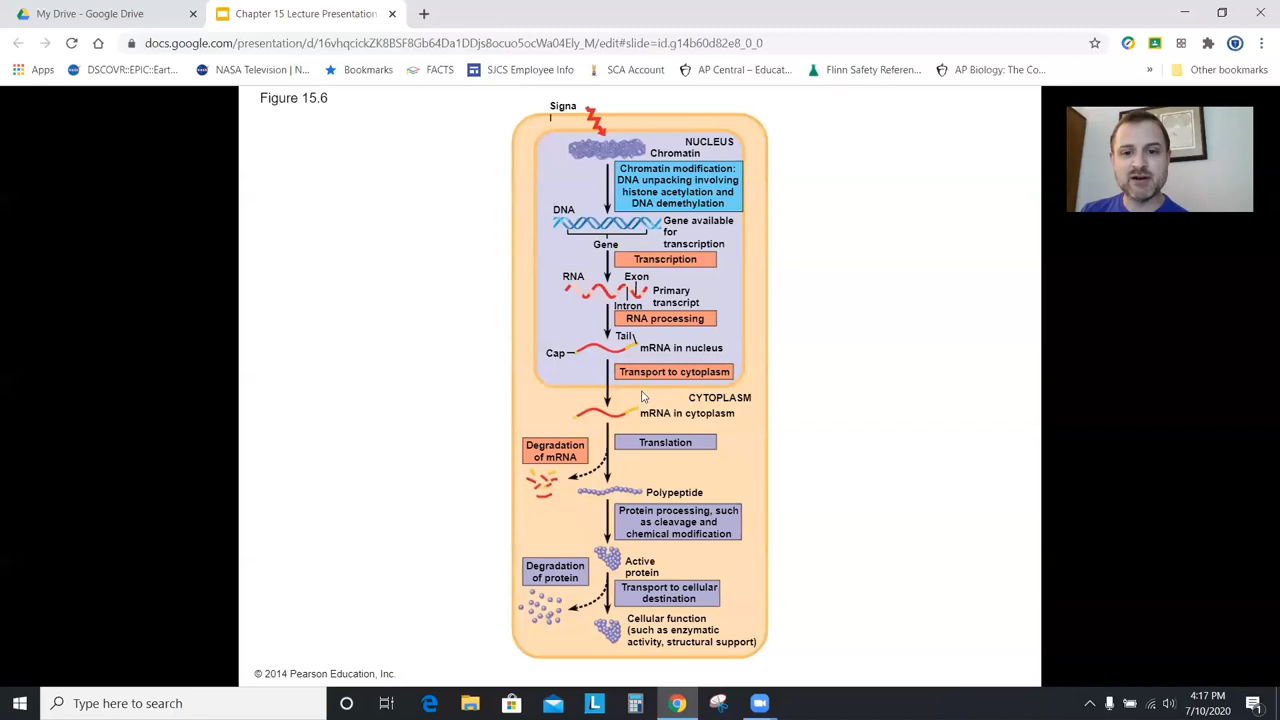 My Drive - Google Drive
Chapter 15 Lecture Presentation
docs.google.com/presentation/d/16vhqcickZK8BSF8Gb64D1DDjs8ocuo5ocWa04Ely_M/edit#slide=id.g14b60d82e8_0_0
Apps
DSCOVR::EPIC::Eart...
NASA Television | N...
Bookmarks
FACTS
SJCS Employee Info
SCA Account
AP Central – Educat...
Flinn Safety Referen...
AP Biology: The Co...
»
Other bookmarks
Figure 15.6
Signa
NUCLEUS
Chromatin
Chromatin modification:
DNA unpacking involving
histone acetylation and
DNA demethylation
DNA
Gene available
for
transcription
Gene
Transcription
RNA
Exon
Primary
transcript
Intron
RNA processing
Tail
Cap
mRNA in nucleus
Transport to cytoplasm
CYTOPLASM
mRNA in cytoplasm
Degradation
of mRNA
Translation
Polypeptide
Protein processing, such
as cleavage and
chemical modification
Active
protein
Degradation
of protein
Transport to cellular
destination
Cellular function
(such as enzymatic
activity, structural support)
© 2014 Pearson Education, Inc.
Type here to search
4:17 PM
7/10/2020